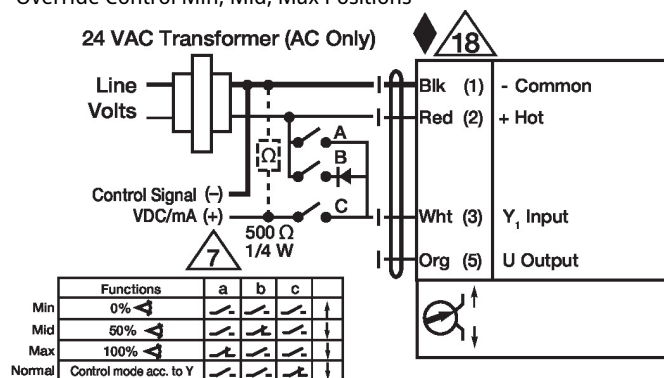 Override Control Min, Mid, Max Positions
24 VAC Transformer (AC Only)
18
Line
Volts
Blk (1) - Common
Red (2) + Hot
A
B
C
Ω
Control Signal (–)
VDC/mA (+)
500 Ω
1/4 W
7
Wht (3) Y1 Input
Org (5) U Output
Functions a b c
Min 0%
Mid 50%
Max 100%
Normal Control mode acc. to Y